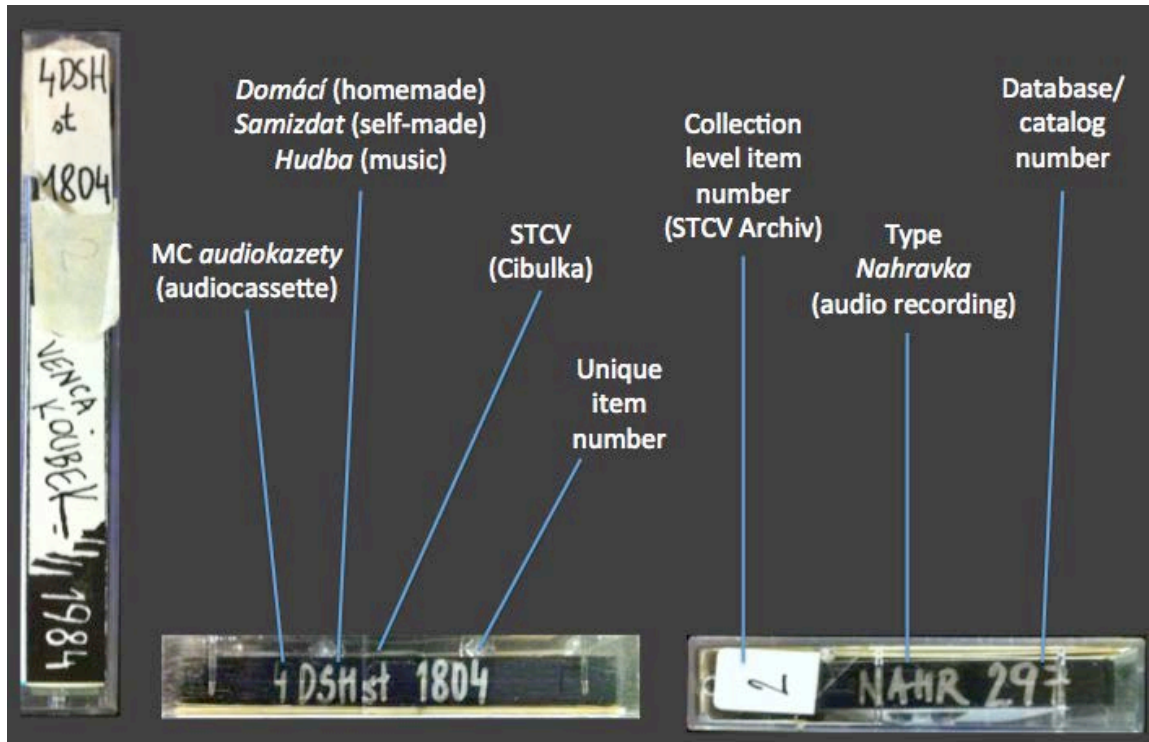 4DSH
st
1804
VENCA
KOUBEK
1984
Domácí (homemade)
Samizdat (self-made)
Hudba (music)
MC audiokazety
(audiocassette)
STCV
(Cibulka)
Unique
item
number
Collection
level item
number
(STCV Archiv)
Type
Nahravka
(audio recording)
Database/
catalog
number
4 DSH st 1804
2
NAHR 297